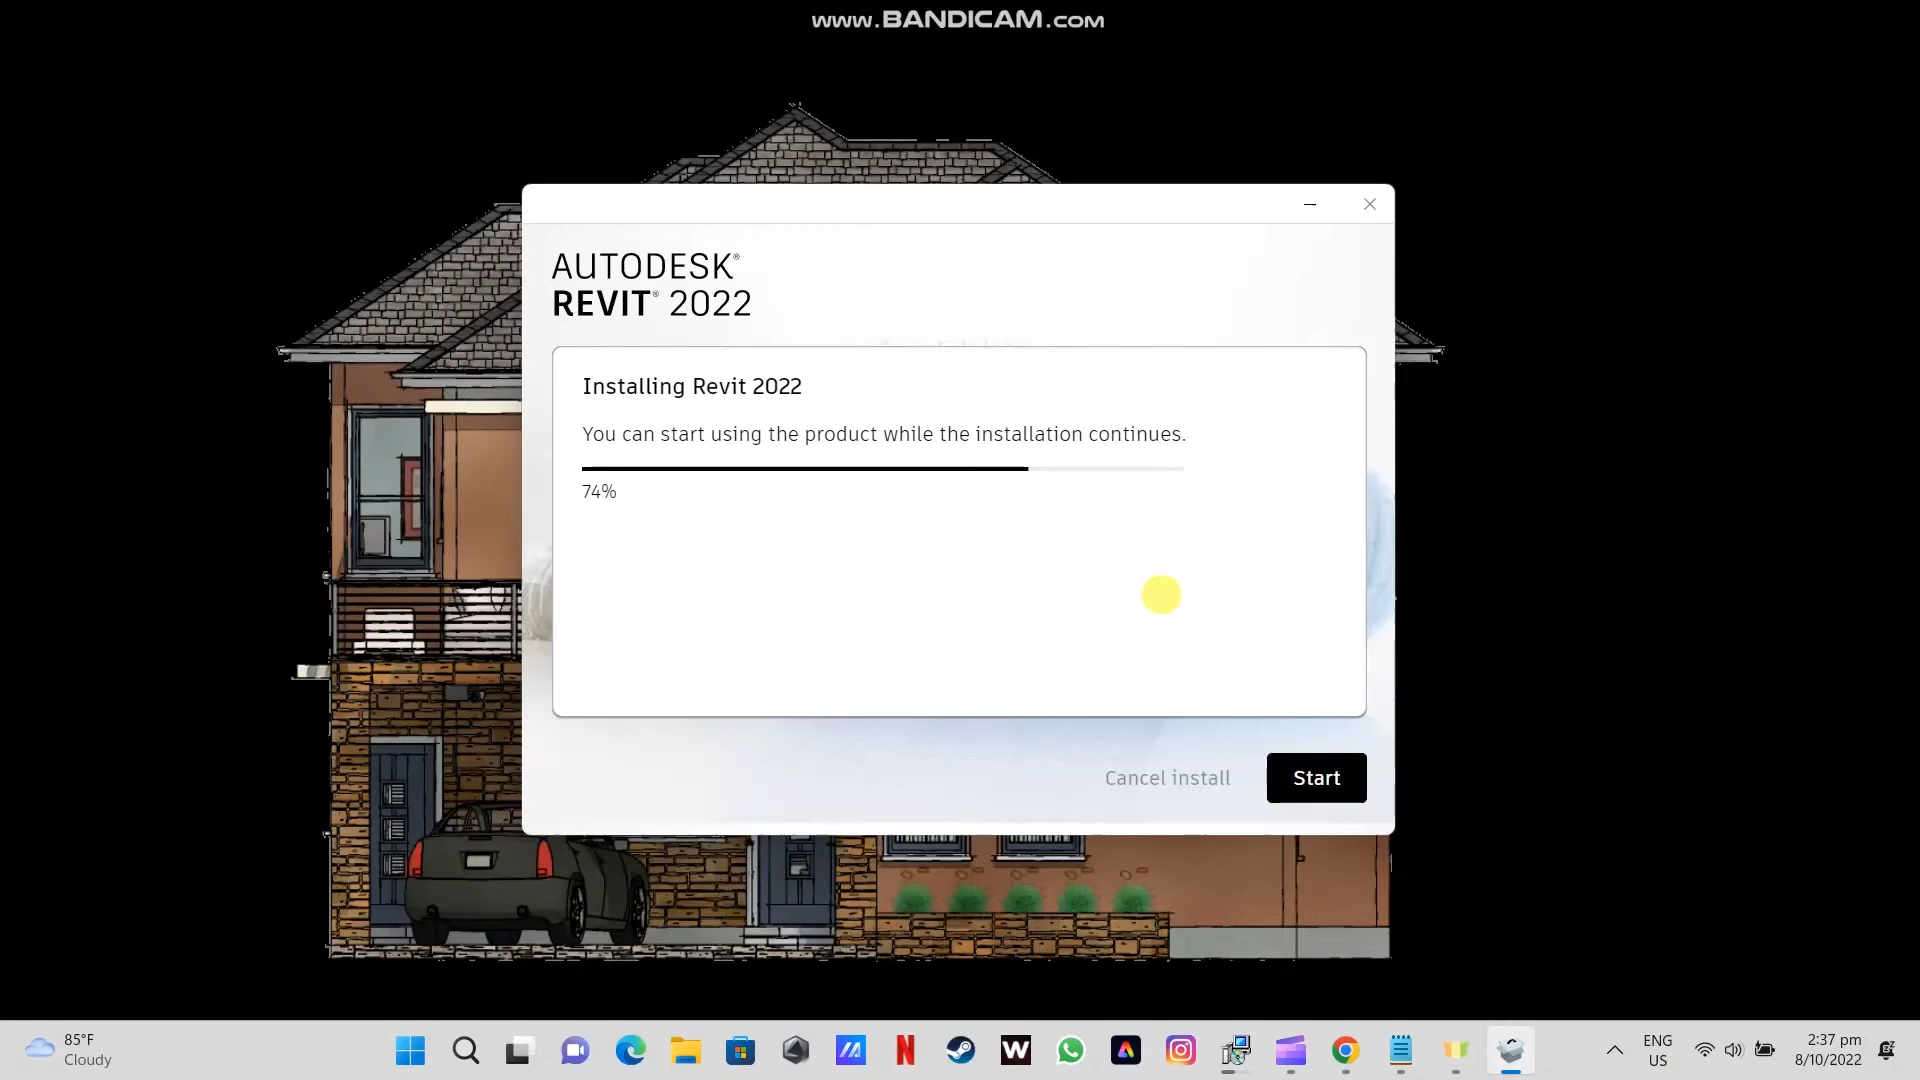 www.BANDICAM.com
AUTODESK®
REVIT® 2022
Installing Revit 2022
You can start using the product while the installation continues.
74%
Cancel install
Start
85°F
Cloudy
N
W
ENG
US
2:37 pm
8/10/2022